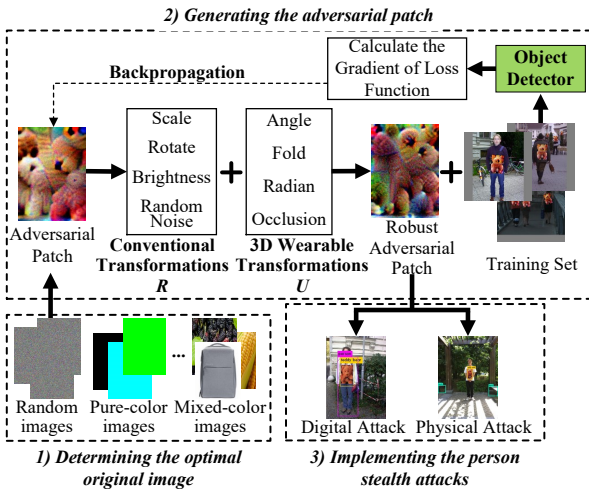 2) Generating the adversarial patch
Calculate the
Gradient of Loss
Function
Object
Detector
Backpropagation
Scale
Rotate
Brightness
Random
Noise
Angle
Fold
Radian
Occlusion
Adversarial
Patch
Conventional
Transformations
R
3D Wearable
Transformations
U
Robust
Adversarial
Patch
Training Set
...
Random
images
Pure-color
images
Mixed-color
images
1) Determining the optimal
original image
teddy bear
Digital Attack
Physical Attack
3) Implementing the person
stealth attacks